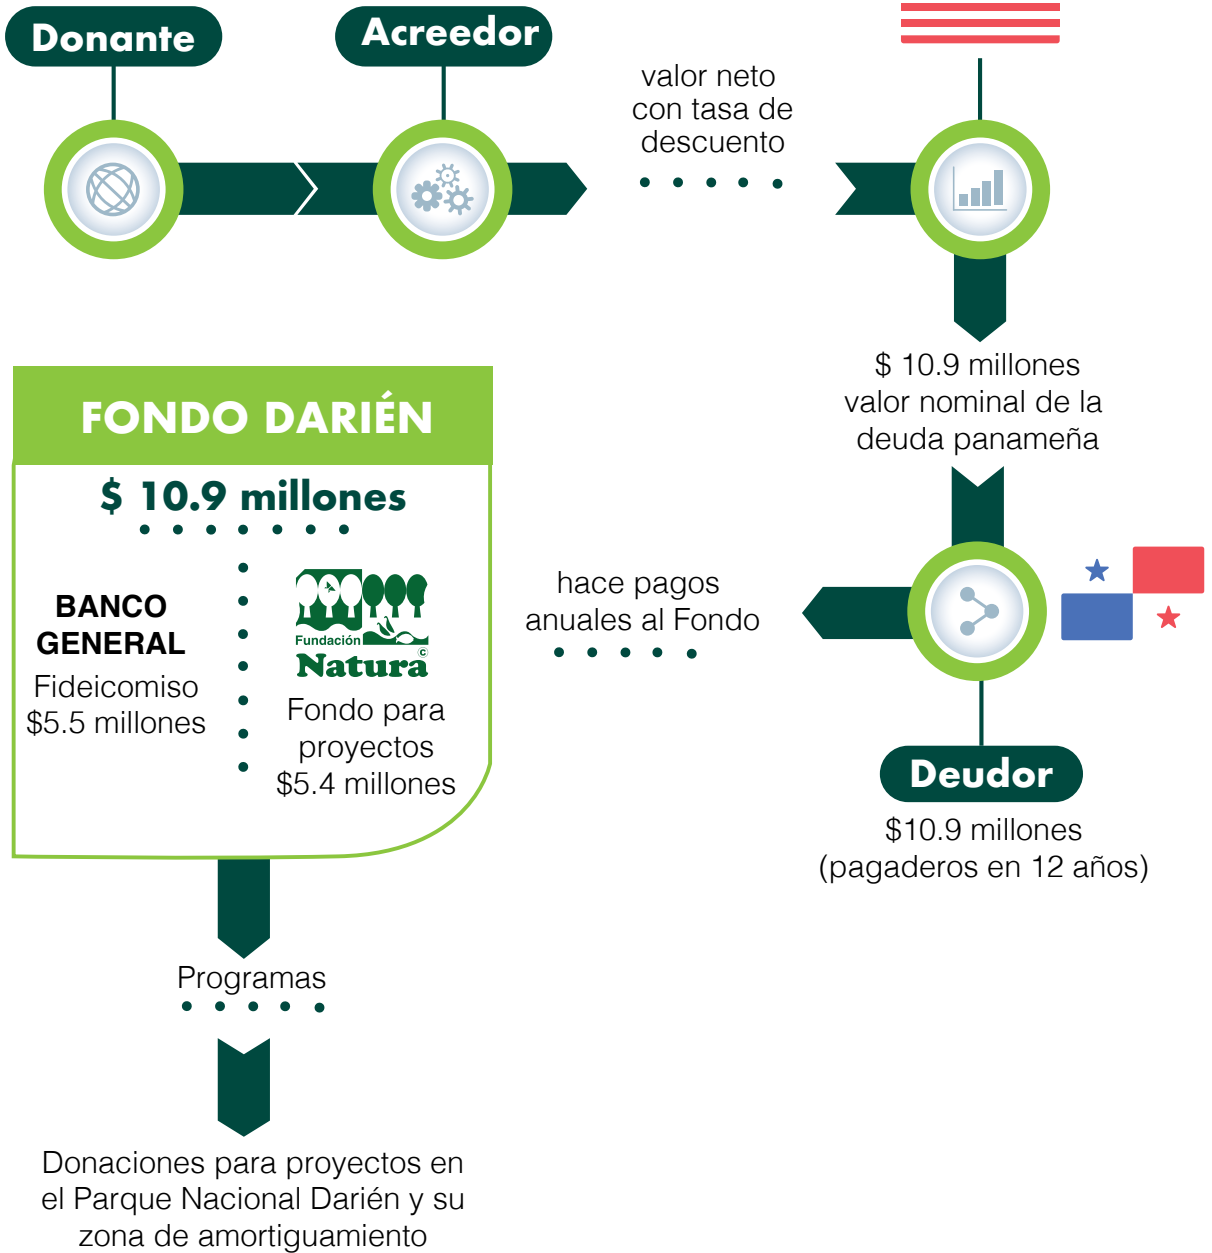 Donante
Acreedor
valor neto
con tasa de
descuento
$ 10.9 millones
valor nominal de la
deuda panameña
FONDO DARIÉN
$ 10.9 millones
BANCO
GENERAL
Fideicomiso
$5.5 millones
Fundación
Natura ©
Fondo para
proyectos
$5.4 millones
hace pagos
anuales al Fondo
Deudor
$10.9 millones
(pagaderos en 12 años)
Programas
Donaciones para proyectos en
el Parque Nacional Darién y su
zona de amortiguamiento